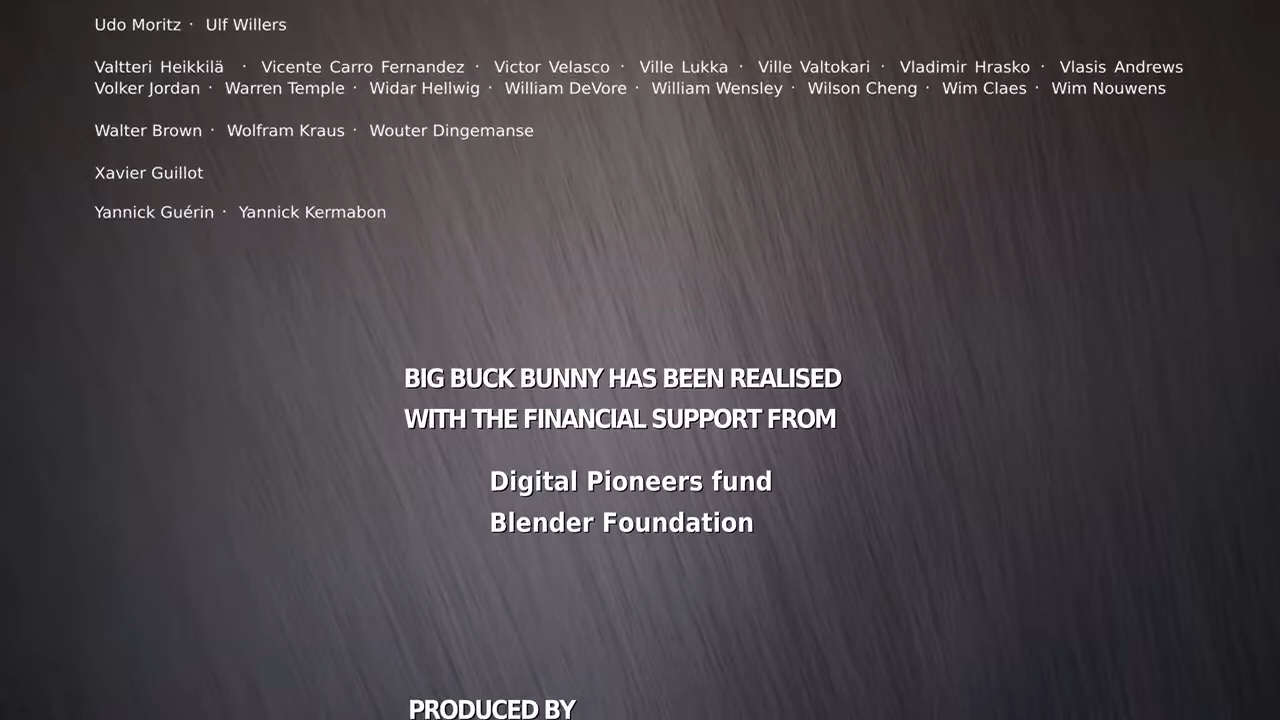 Udo Moritz · Ulf Willers
Valtteri Heikkilä · Vicente Carro Fernandez · Victor Velasco · Ville Lukka · Ville Valtokari · Vladimir Hrasko · Vlasis Andrews
Volker Jordan · Warren Temple · Widar Hellwig · William DeVore · William Wensley · Wilson Cheng · Wim Claes · Wim Nouwens
Walter Brown · Wolfram Kraus · Wouter Dingemanse
Xavier Guillot
Yannick Guérin · Yannick Kermabon
BIG BUCK BUNNY HAS BEEN REALISED
WITH THE FINANCIAL SUPPORT FROM
Digital Pioneers fund
Blender Foundation
PRODUCED BY